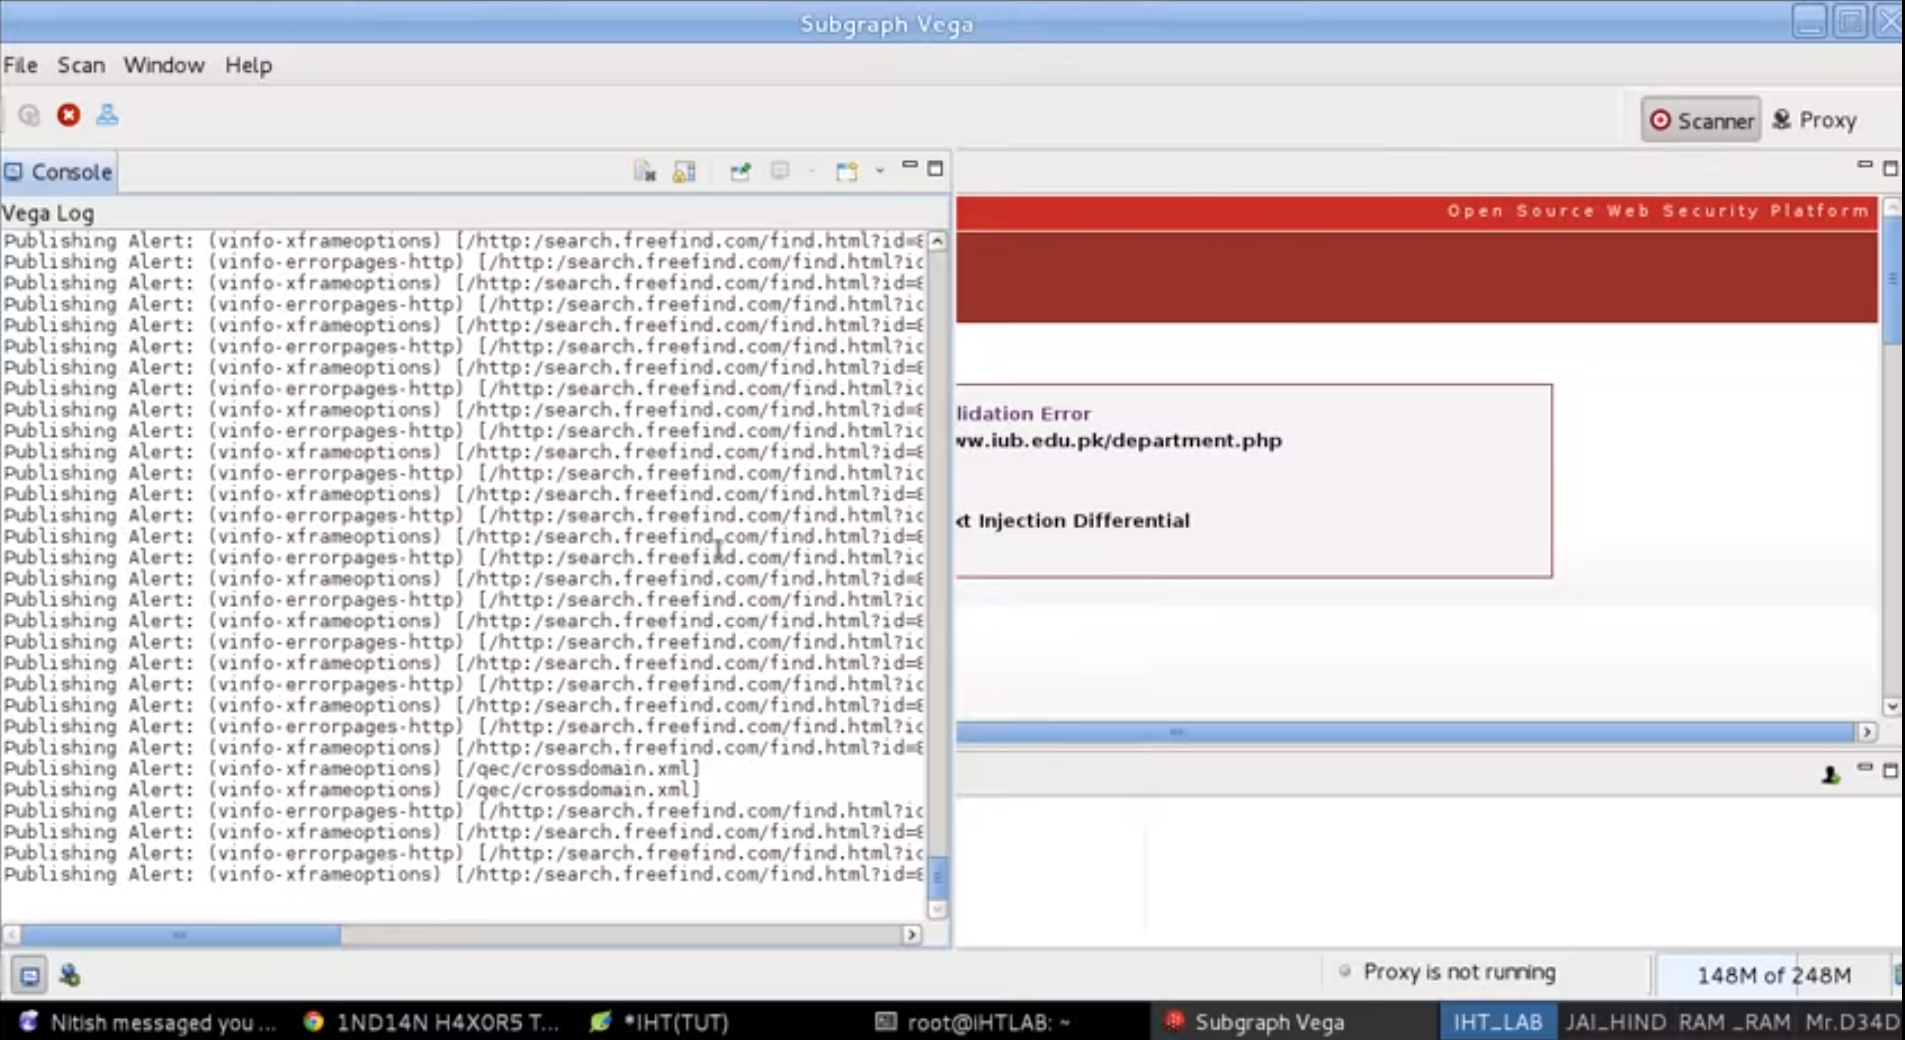 Subgraph Vega
File Scan Window Help
Scanner Proxy
Console
Vega Log
Publishing Alert: (vinfo-xframeoptions) [/http:/search.freefind.com/find.html?id=8
Publishing Alert: (vinfo-errorpages-http) [/http:/search.freefind.com/find.html?ic
Publishing Alert: (vinfo-xframeoptions) [/http:/search.freefind.com/find.html?id=8
Publishing Alert: (vinfo-errorpages-http) [/http:/search.freefind.com/find.html?ic
Publishing Alert: (vinfo-xframeoptions) [/http:/search.freefind.com/find.html?id=8
Publishing Alert: (vinfo-errorpages-http) [/http:/search.freefind.com/find.html?ic
Publishing Alert: (vinfo-xframeoptions) [/http:/search.freefind.com/find.html?id=8
Publishing Alert: (vinfo-errorpages-http) [/http:/search.freefind.com/find.html?ic
Publishing Alert: (vinfo-xframeoptions) [/http:/search.freefind.com/find.html?id=8
Publishing Alert: (vinfo-errorpages-http) [/http:/search.freefind.com/find.html?ic
Publishing Alert: (vinfo-xframeoptions) [/http:/search.freefind.com/find.html?id=8
Publishing Alert: (vinfo-errorpages-http) [/http:/search.freefind.com/find.html?ic
Publishing Alert: (vinfo-xframeoptions) [/http:/search.freefind.com/find.html?id=8
Publishing Alert: (vinfo-errorpages-http) [/http:/search.freefind.com/find.html?ic
Publishing Alert: (vinfo-xframeoptions) [/http:/search.freefind.com/find.html?id=8
Publishing Alert: (vinfo-errorpages-http) [/http:/search.freefind.com/find.html?ic
Publishing Alert: (vinfo-xframeoptions) [/http:/search.freefind.com/find.html?id=8
Publishing Alert: (vinfo-errorpages-http) [/http:/search.freefind.com/find.html?ic
Publishing Alert: (vinfo-xframeoptions) [/http:/search.freefind.com/find.html?id=8
Publishing Alert: (vinfo-errorpages-http) [/http:/search.freefind.com/find.html?ic
Publishing Alert: (vinfo-xframeoptions) [/http:/search.freefind.com/find.html?id=8
Publishing Alert: (vinfo-errorpages-http) [/http:/search.freefind.com/find.html?ic
Publishing Alert: (vinfo-xframeoptions) [/http:/search.freefind.com/find.html?id=8
Publishing Alert: (vinfo-errorpages-http) [/http:/search.freefind.com/find.html?ic
Publishing Alert: (vinfo-xframeoptions) [/http:/search.freefind.com/find.html?id=8
Publishing Alert: (vinfo-xframeoptions) [/qec/crossdomain.xml]
Publishing Alert: (vinfo-xframeoptions) [/qec/crossdomain.xml]
Publishing Alert: (vinfo-errorpages-http) [/http:/search.freefind.com/find.html?ic
Publishing Alert: (vinfo-xframeoptions) [/http:/search.freefind.com/find.html?id=8
Publishing Alert: (vinfo-errorpages-http) [/http:/search.freefind.com/find.html?ic
Publishing Alert: (vinfo-xframeoptions) [/http:/search.freefind.com/find.html?id=8
Open Source Web Security Platform
lidation Error
ww.iub.edu.pk/department.php
xt Injection Differential
Proxy is not running
148M of 248M
Nitish messaged you ... 1ND14N H4X0R5 T... *IHT(TUT) root@IHTLAB: ~ Subgraph Vega IHT_LAB JAI_HIND RAM _RAM Mr.D34D